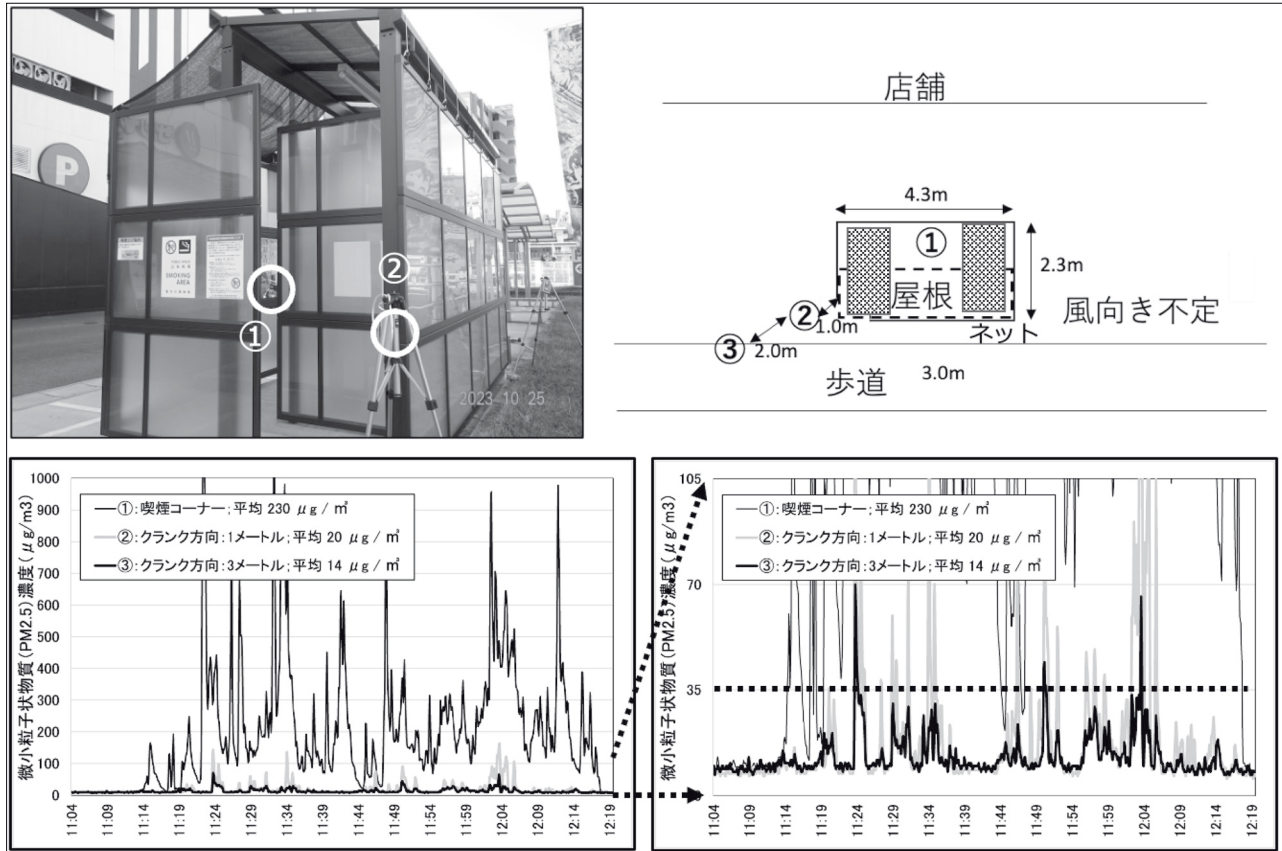 P
SMOKING
AREA
①
②
2023 10 25
店舗
4.3m
①
2.3m
屋根
②
1.0m
ネット
風向き不定
③
2.0m
歩道
3.0m
微小粒子状物質(PM2.5)濃度(μg/m3)
1000
900
800
700
600
500
400
300
200
100
0
①:喫煙コーナー;平均 230 μg/㎥
②:クランク方向:1メートル;平均 20 μg/㎥
③:クランク方向:3メートル;平均 14 μg/㎥
11:04
11:09
11:14
11:19
11:24
11:29
11:34
11:39
11:44
11:49
11:54
11:59
12:04
12:09
12:14
12:19
微小粒子状物質(PM2.5)濃度(μg/m3)
105
70
35
①:喫煙コーナー;平均 230 μg/㎥
②:クランク方向:1メートル;平均 20 μg/㎥
③:クランク方向:3メートル;平均 14 μg/㎥
11:04
11:09
11:14
11:19
11:24
11:29
11:34
11:39
11:44
11:49
11:54
11:59
12:04
12:09
12:14
12:19